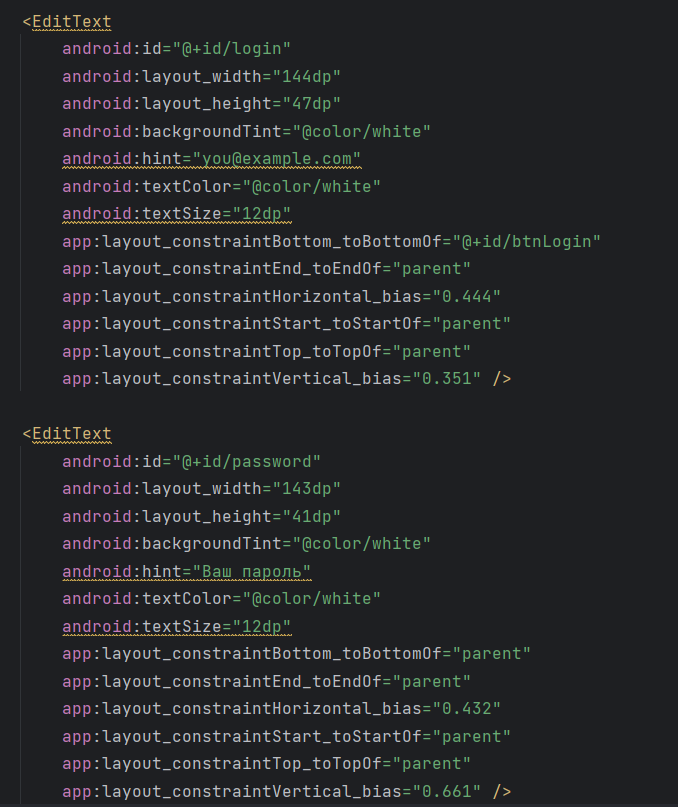 <EditText
android:id="@+id/login"
android:layout_width="144dp"
android:layout_height="47dp"
android:backgroundTint="@color/white"
android:hint="you@example.com"
android:textColor="@color/white"
android:textSize="12dp"
app:layout_constraintBottom_toBottomOf="@+id/btnLogin"
app:layout_constraintEnd_toEndOf="parent"
app:layout_constraintHorizontal_bias="0.444"
app:layout_constraintStart_toStartOf="parent"
app:layout_constraintTop_toTopOf="parent"
app:layout_constraintVertical_bias="0.351" />
<EditText
android:id="@+id/password"
android:layout_width="143dp"
android:layout_height="41dp"
android:backgroundTint="@color/white"
android:hint="Ваш пароль"
android:textColor="@color/white"
android:textSize="12dp"
app:layout_constraintBottom_toBottomOf="parent"
app:layout_constraintEnd_toEndOf="parent"
app:layout_constraintHorizontal_bias="0.432"
app:layout_constraintStart_toStartOf="parent"
app:layout_constraintTop_toTopOf="parent"
app:layout_constraintVertical_bias="0.661" />